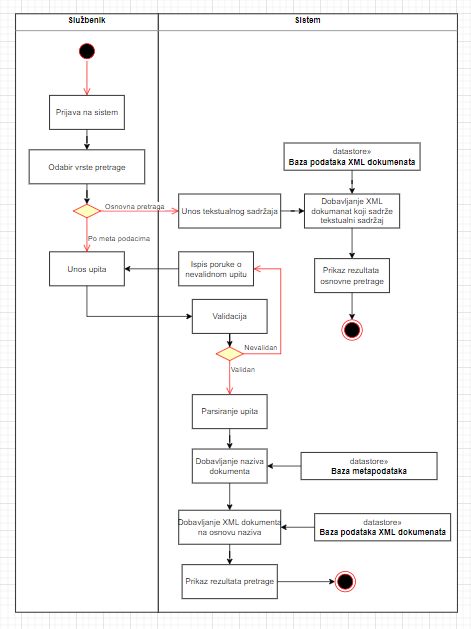 Službenik
Sistem
Prijava na sistem
Odabir vrste pretrage
Osnovna pretraga
Po meta podacima
Unos tekstualnog sadržaja
datastore»
Baza podataka XML dokumenata
Dobavljanje XML
dokumanat koji sadrže
tekstualni sadržaj
Prikaz rezultata
osnovne pretrage
Unos upita
Ispis poruke o
nevalidnom upitu
Validacija
Nevalidan
Validan
Parsiranje upita
Dobavljanje naziva
dokumenta
datastore»
Baza metapodataka
Dobavljanje XML dokumenta
na osnovu naziva
datastore»
Baza podataka XML dokumenata
Prikaz rezultata pretrage